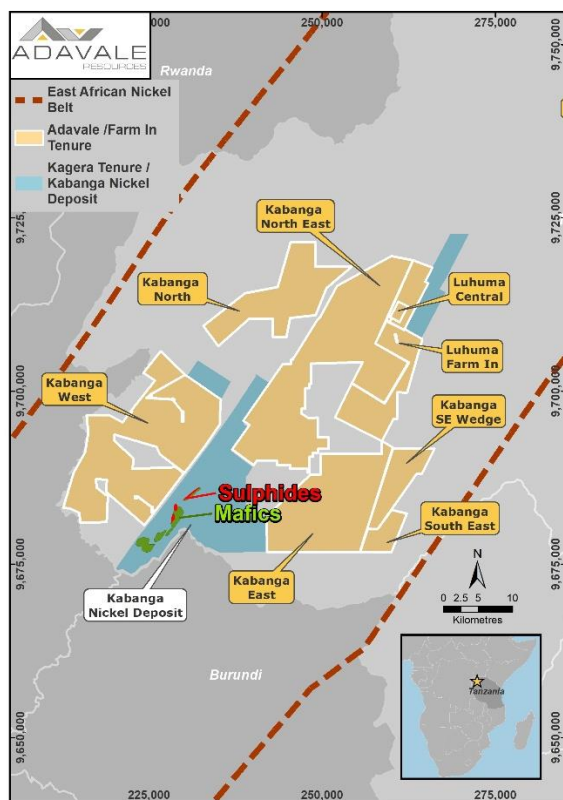 250,000
275,000
ADAVALE
RESOURCES
Rwanda
9,750,000
East African Nickel
Belt
Adavale /Farm In
Tenure
Kagera Tenure /
Kabanga Nickel
Deposit
9,725,
9,725,000
Kabanga
North East
Kabanga
North
Luhuma
Central
Luhuma
Farm In
Kabanga
West
9,700,000
9,700,000
Kabanga
SE Wedge
Sulphides
Mafics
Kabanga
South East
Kabanga
Nickel Deposit
Kabanga
East
9,675,000
9,675,000
N
0 2.5 5 10
Kilometres
Burundi
Tanzania
9,650,000
9,650,000
225,000
250,000
275,000